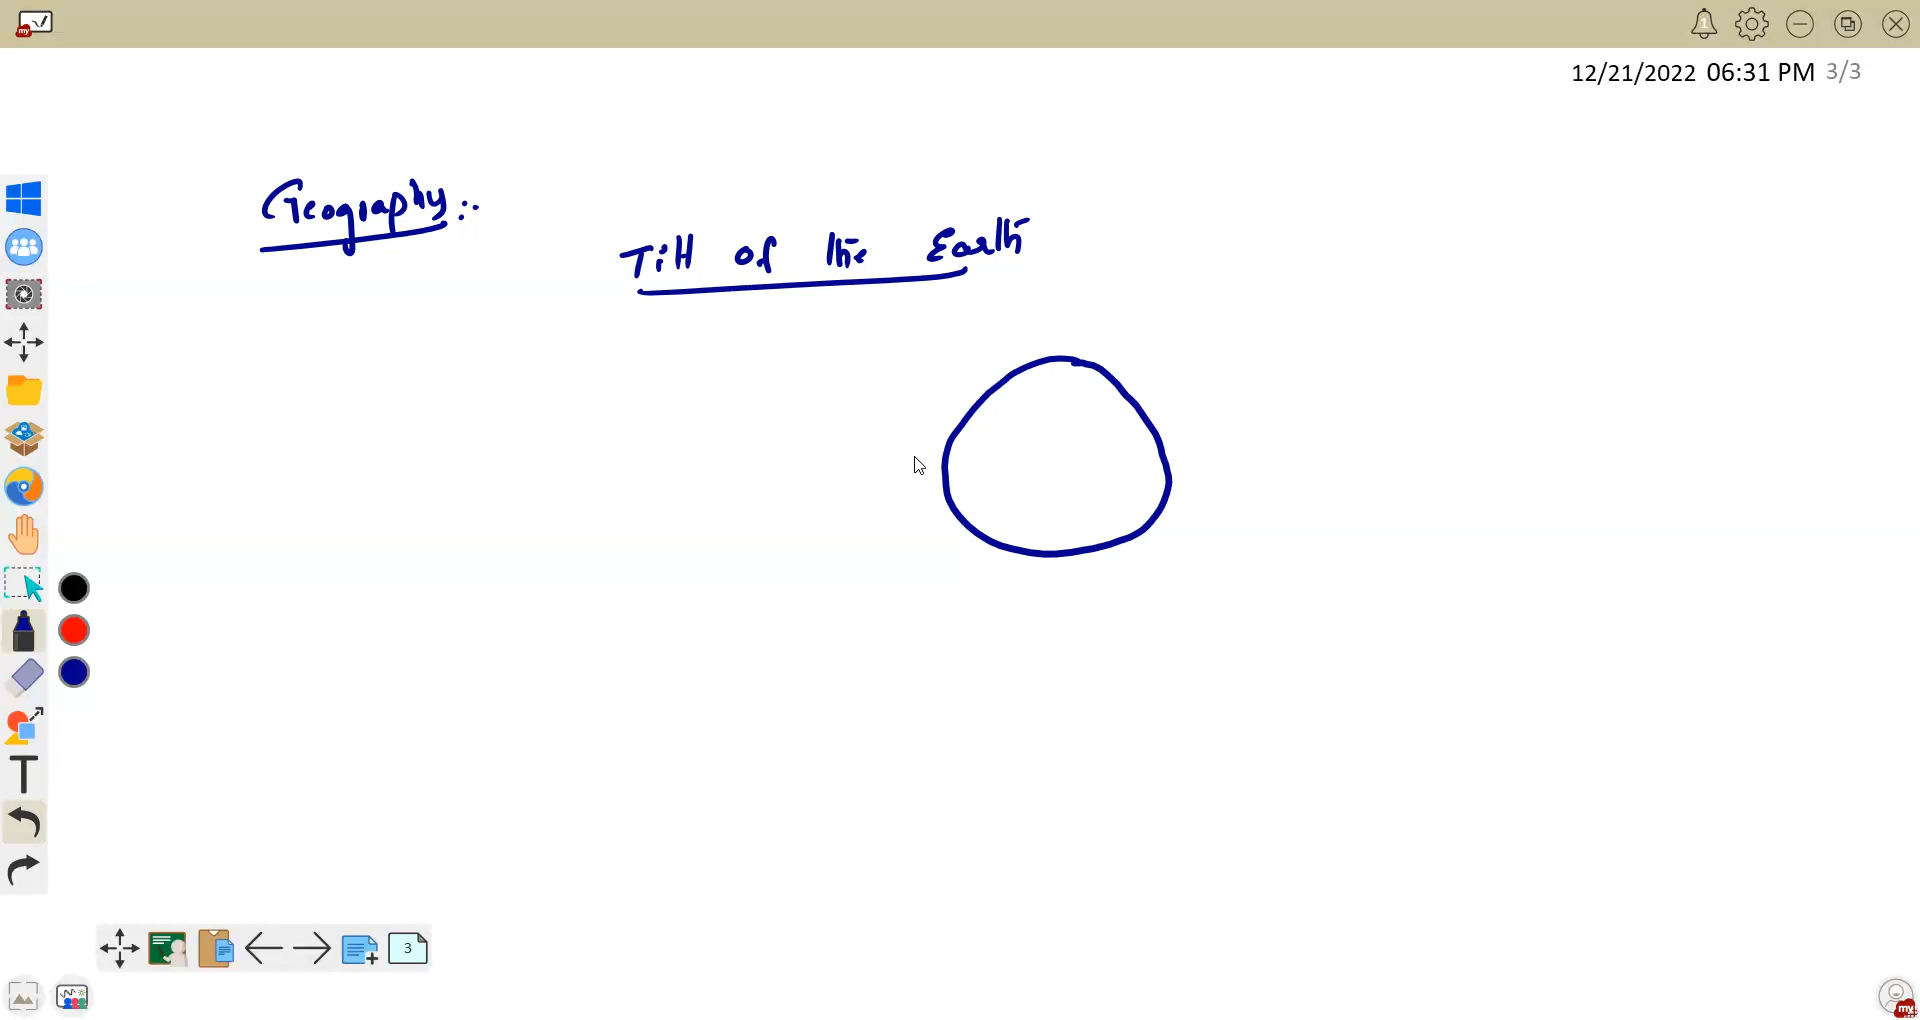 12/21/2022 06:31 PM 3/3
Geography :-
Tilt of the Earth
3